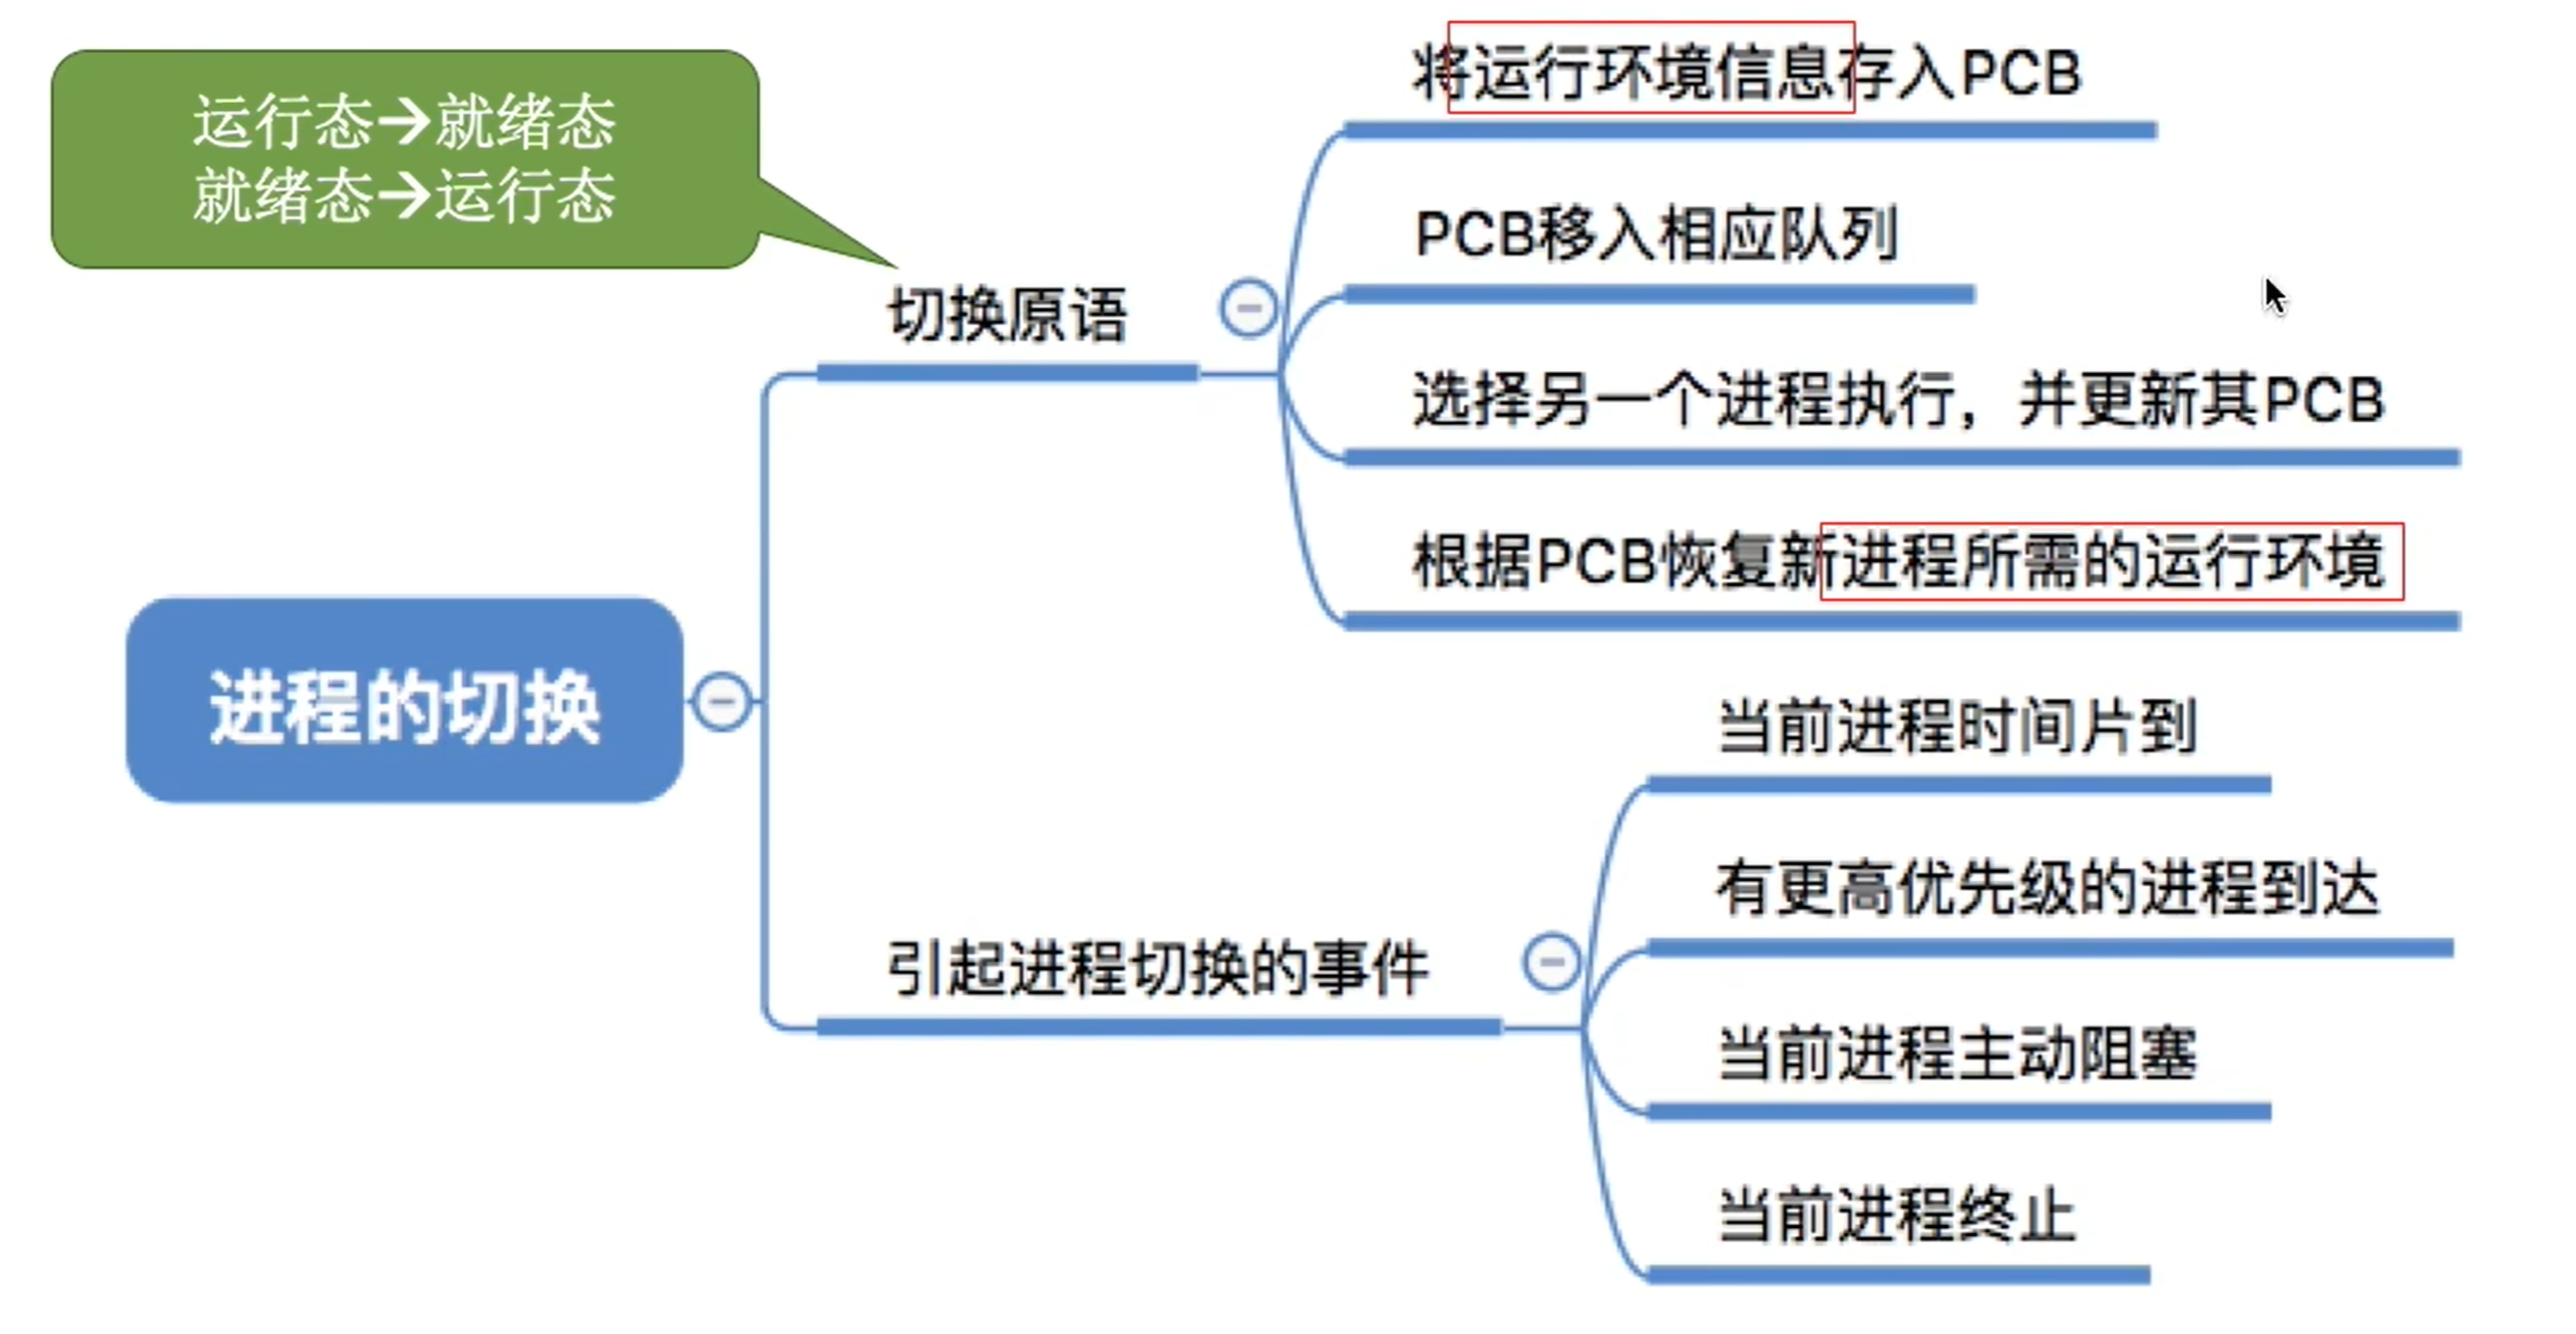 运行态→就绪态
就绪态→运行态
将运行环境信息存入PCB
PCB移入相应队列
切换原语
选择另一个进程执行，并更新其PCB
根据PCB恢复新进程所需的运行环境
进程的切换
当前进程时间片到
有更高优先级的进程到达
引起进程切换的事件
当前进程主动阻塞
当前进程终止